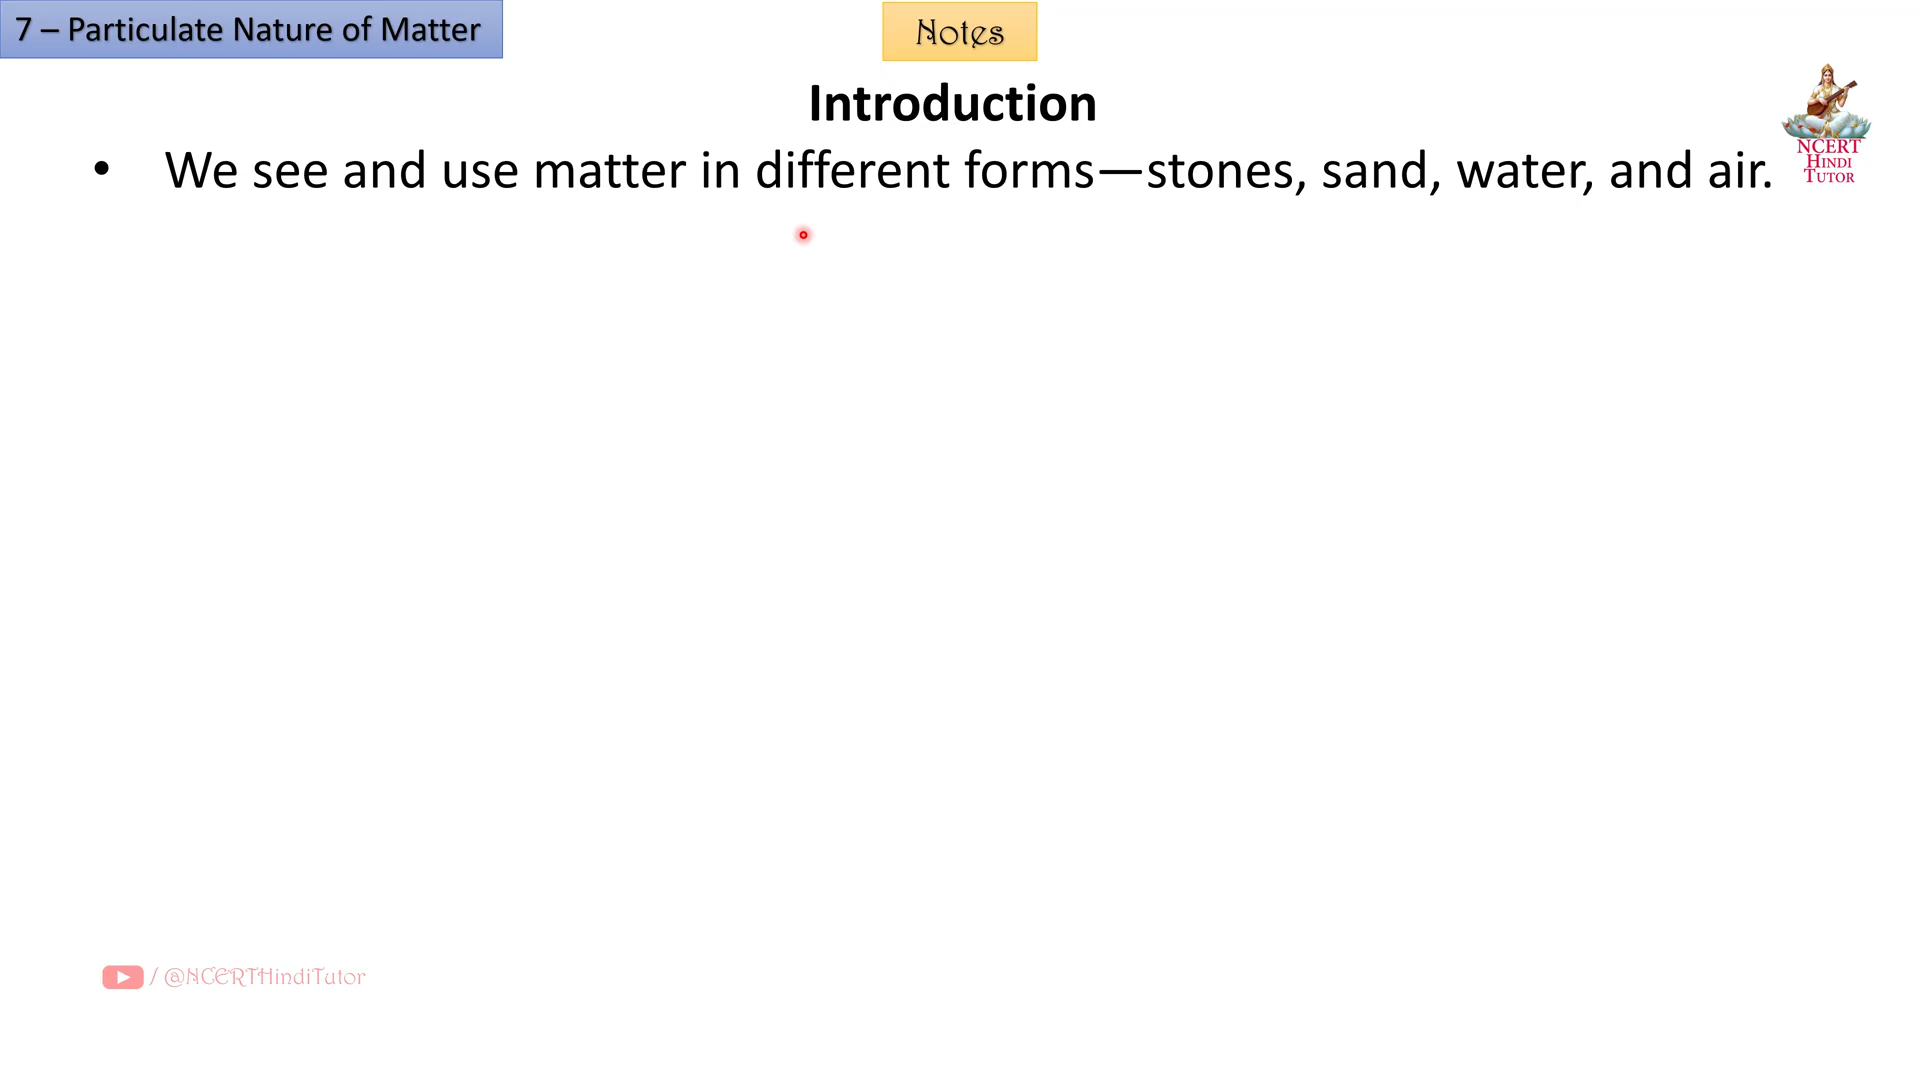 7 – Particulate Nature of Matter
Notes
Introduction
• We see and use matter in different forms—stones, sand, water, and air.
NCERT
HINDI
TUTOR
/ @NCERTHindiTutor